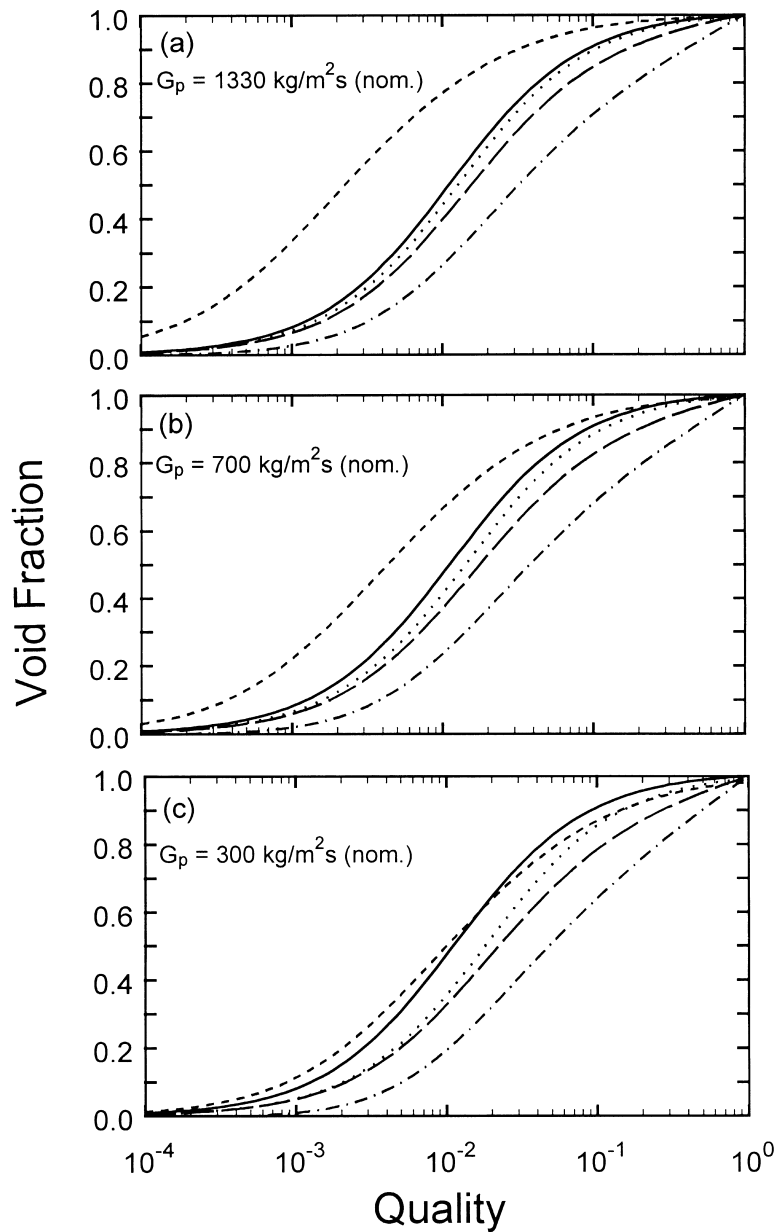 1.0
(a)
Gp = 1330 kg/m²s (nom.)
0.8
0.6
0.4
0.2
0.0
1.0
(b)
Gp = 700 kg/m²s (nom.)
0.8
0.6
0.4
0.2
0.0
Void Fraction
1.0
(c)
Gp = 300 kg/m²s (nom.)
0.8
0.6
0.4
0.2
0.0
10⁻⁴ 10⁻³ 10⁻² 10⁻¹ 10⁰
Quality